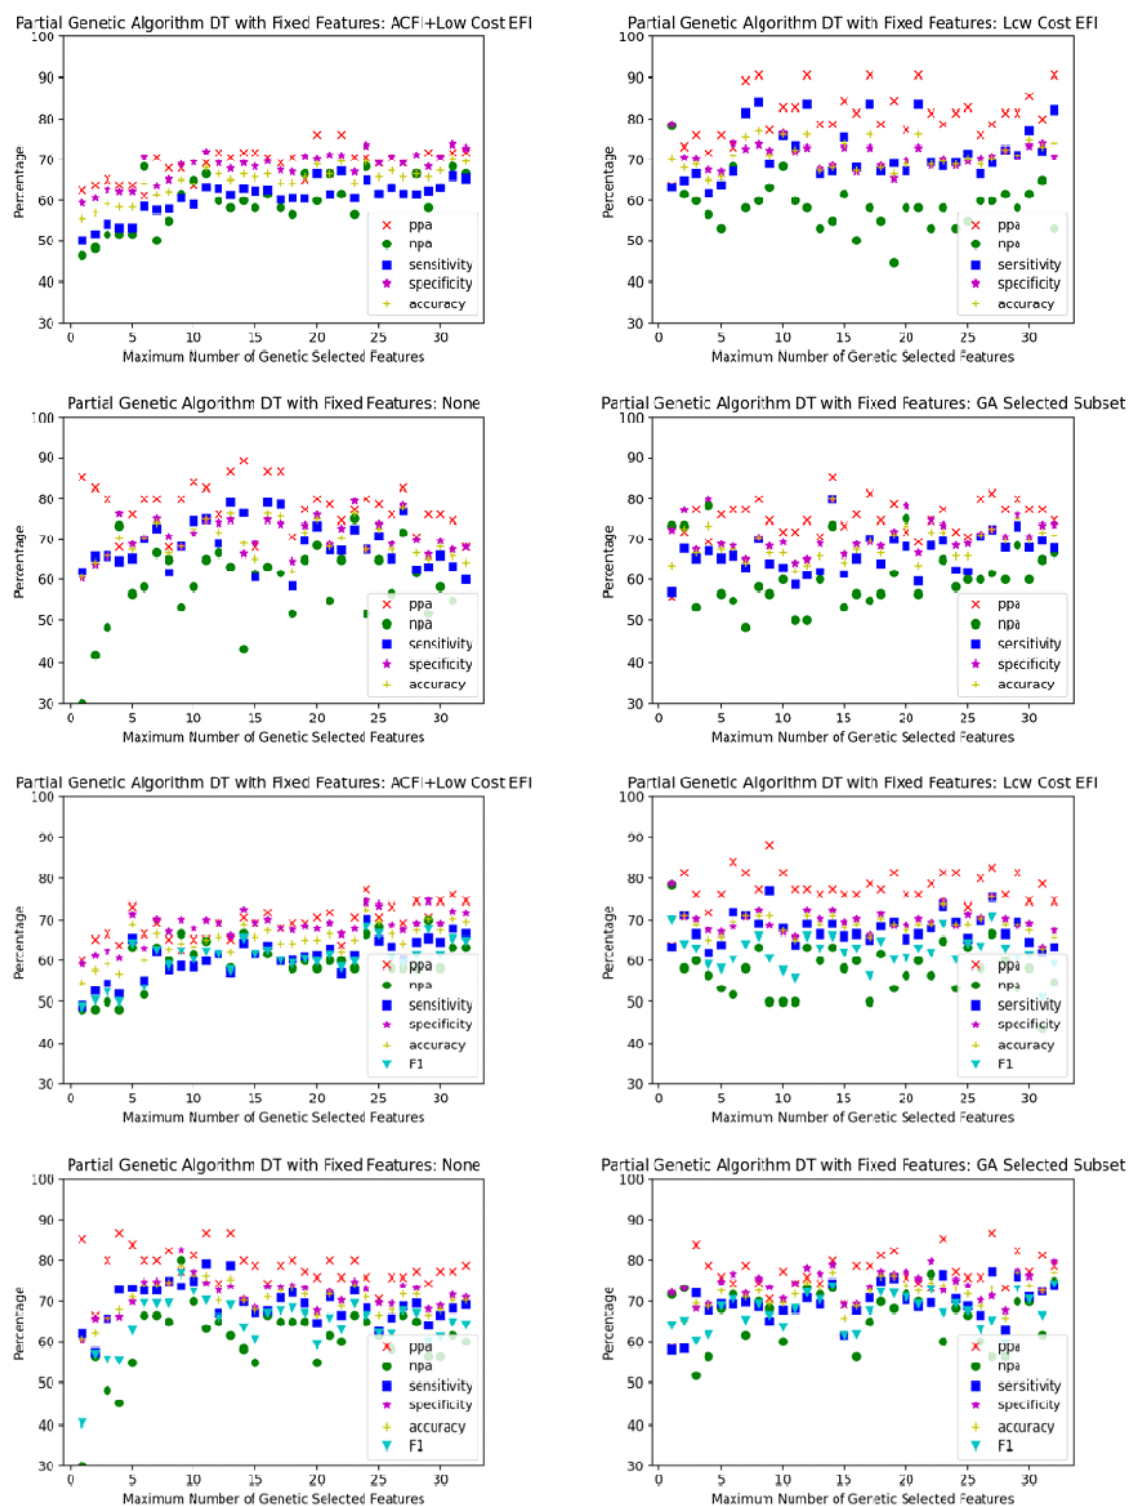 Partial Genetic Algorithm DT with Fixed Features: ACFI+Low Cost EFI
100
90
80
70
60
50
40
30
Percentage
0 5 10 15 20 25 30
Maximum Number of Genetic Selected Features
ppa
npa
sensitivity
specificity
accuracy
Partial Genetic Algorithm DT with Fixed Features: Low Cost EFI
100
90
80
70
60
50
40
30
Percentage
0 5 10 15 20 25 30
Maximum Number of Genetic Selected Features
ppa
npa
sensitivity
specificity
accuracy
Partial Genetic Algorithm DT with Fixed Features: None
100
90
80
70
60
50
40
30
Percentage
0 5 10 15 20 25 30
Maximum Number of Genetic Selected Features
ppa
npa
sensitivity
specificity
accuracy
Partial Genetic Algorithm DT with Fixed Features: GA Selected Subset
100
90
80
70
60
50
40
30
Percentage
0 5 10 15 20 25 30
Maximum Number of Genetic Selected Features
ppa
npa
sensitivity
specificity
accuracy
Partial Genetic Algorithm DT with Fixed Features: ACFI+Low Cost EFI
100
90
80
70
60
50
40
30
Percentage
0 5 10 15 20 25 30
Maximum Number of Genetic Selected Features
ppa
npa
sensitivity
specificity
accuracy
F1
Partial Genetic Algorithm DT with Fixed Features: Low Cost EFI
100
90
80
70
60
50
40
30
Percentage
0 5 10 15 20 25 30
Maximum Number of Genetic Selected Features
ppa
npa
sensitivity
specificity
accuracy
F1
Partial Genetic Algorithm DT with Fixed Features: None
100
90
80
70
60
50
40
30
Percentage
0 5 10 15 20 25 30
Maximum Number of Genetic Selected Features
ppa
npa
sensitivity
specificity
accuracy
F1
Partial Genetic Algorithm DT with Fixed Features: GA Selected Subset
100
90
80
70
60
50
40
30
Percentage
0 5 10 15 20 25 30
Maximum Number of Genetic Selected Features
ppa
npa
sensitivity
specificity
accuracy
F1